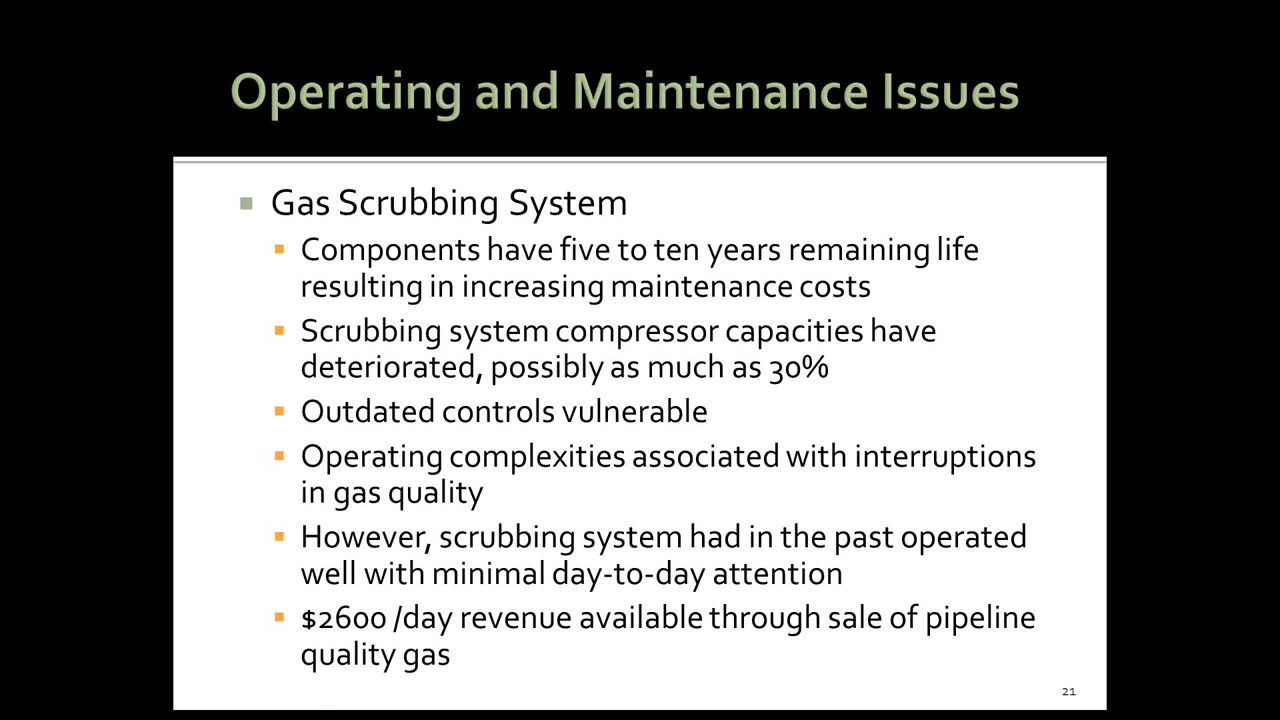 Operating and Maintenance Issues
Gas Scrubbing System
Components have five to ten years remaining life
resulting in increasing maintenance costs
Scrubbing system compressor capacities have
deteriorated, possibly as much as 30%
Outdated controls vulnerable
Operating complexities associated with interruptions
in gas quality
However, scrubbing system had in the past operated
well with minimal day-to-day attention
$2600 /day revenue available through sale of pipeline
quality gas
21